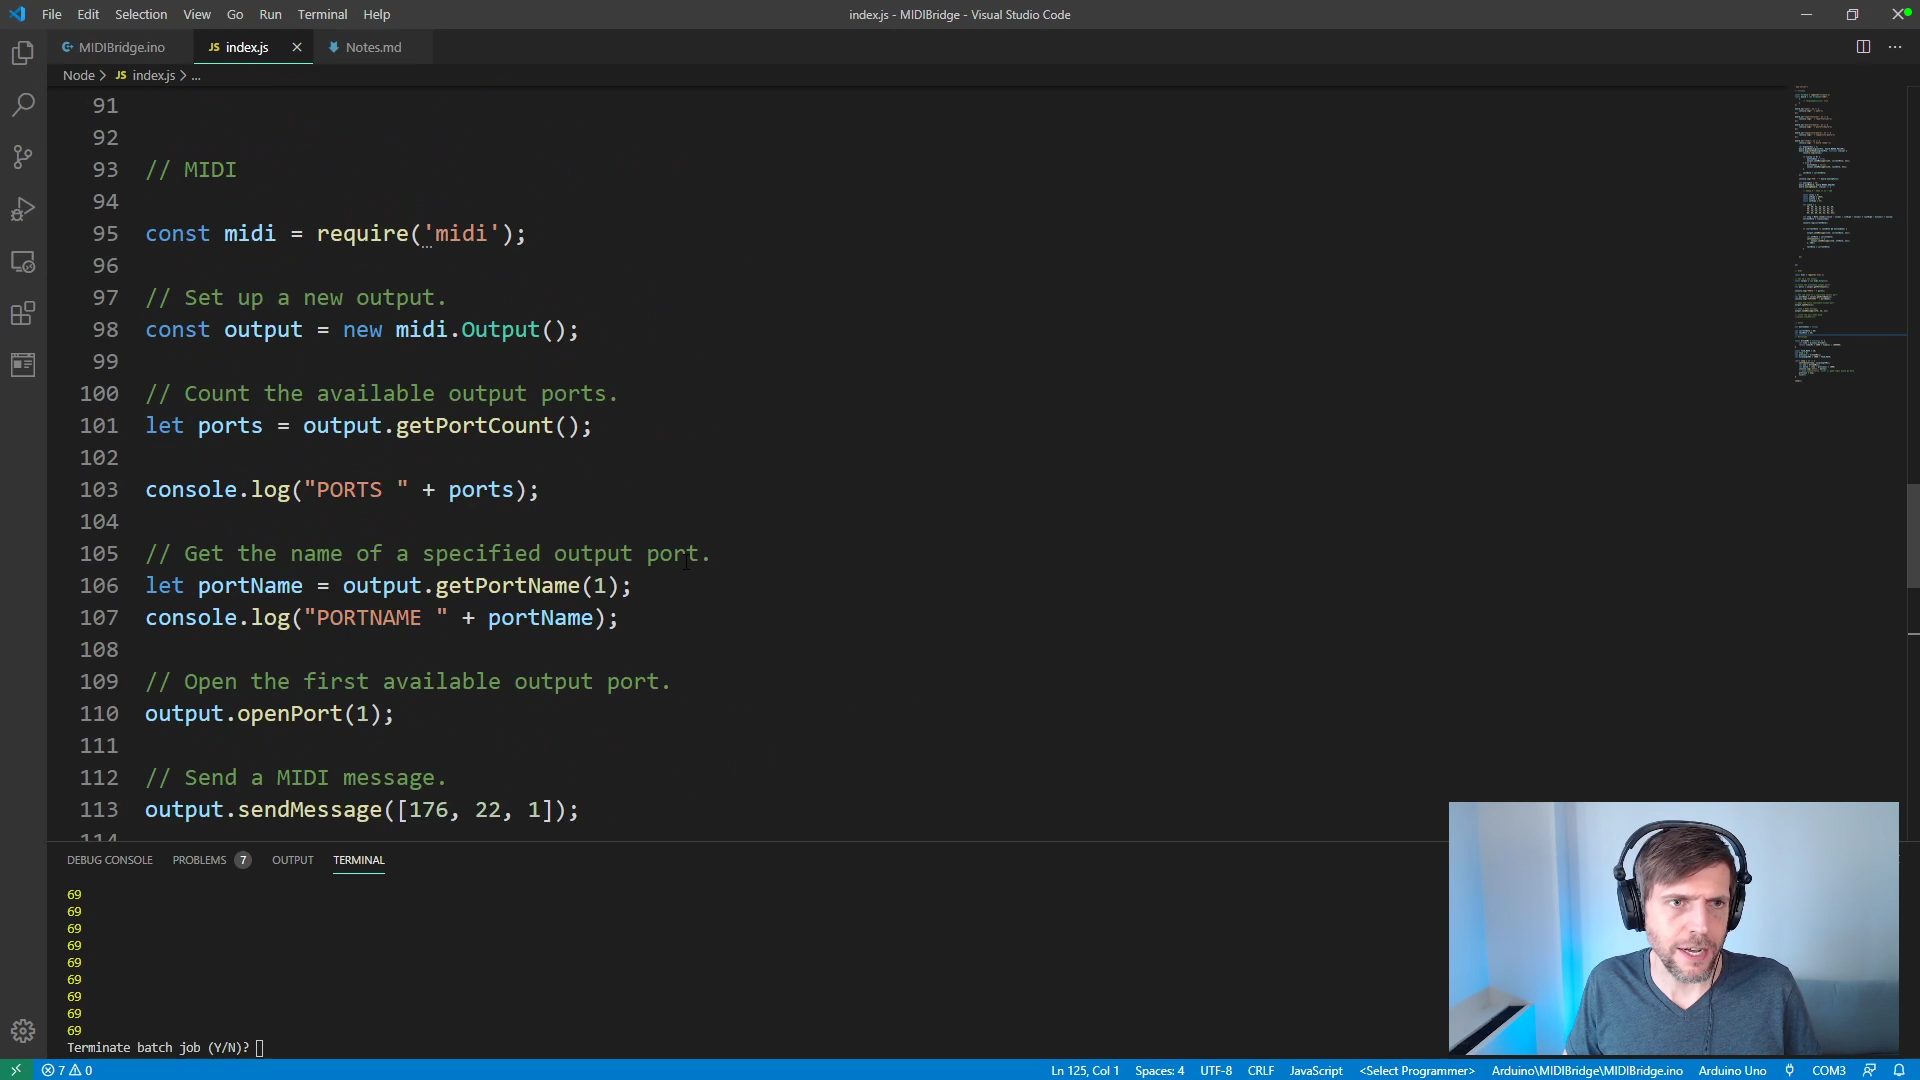 File Edit Selection View Go Run Terminal Help
index.js - MIDIBridge - Visual Studio Code
MIDIBridge.ino
JS index.js
Notes.md
Node > JS index.js > ...
91
92
93 // MIDI
94
95 const midi = require('midi');
96
97 // Set up a new output.
98 const output = new midi.Output();
99
100 // Count the available output ports.
101 let ports = output.getPortCount();
102
103 console.log("PORTS " + ports);
104
105 // Get the name of a specified output port.
106 let portName = output.getPortName(1);
107 console.log("PORTNAME " + portName);
108
109 // Open the first available output port.
110 output.openPort(1);
111
112 // Send a MIDI message.
113 output.sendMessage([176, 22, 1]);
114
DEBUG CONSOLE PROBLEMS 7 OUTPUT TERMINAL
69
69
69
69
69
69
69
69
69
Terminate batch job (Y/N)?
7 0 Ln 125, Col 1 Spaces: 4 UTF-8 CRLF JavaScript <Select Programmer> Arduino\MIDIBridge\MIDIBridge.ino Arduino Uno COM3